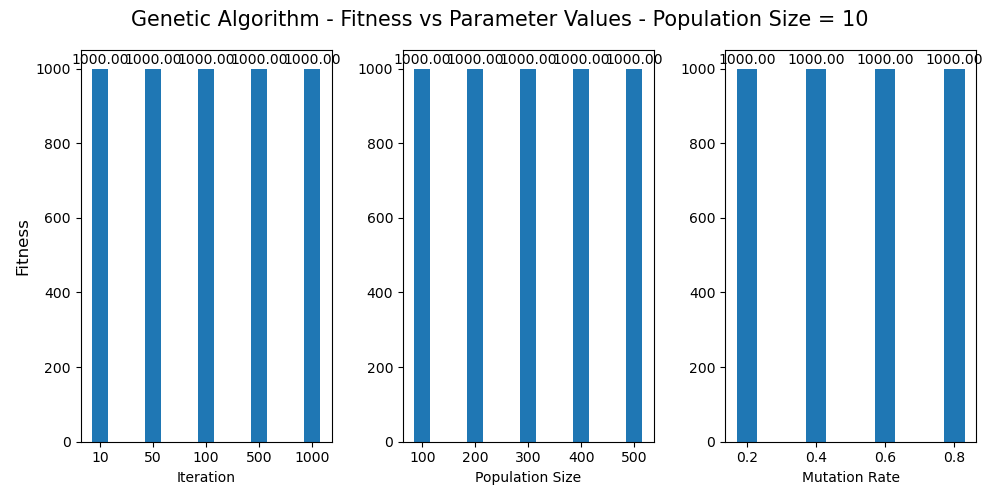 Genetic Algorithm - Fitness vs Parameter Values - Population Size = 10
1000.00 1000.00 1000.00 1000.00 1000.00
1000
800
600
400
200
0
Fitness
10 50 100 500 1000
Iteration
1000.00 1000.00 1000.00 1000.00 1000.00
1000
800
600
400
200
0
100 200 300 400 500
Population Size
1000.00 1000.00 1000.00 1000.00
1000
800
600
400
200
0
0.2 0.4 0.6 0.8
Mutation Rate